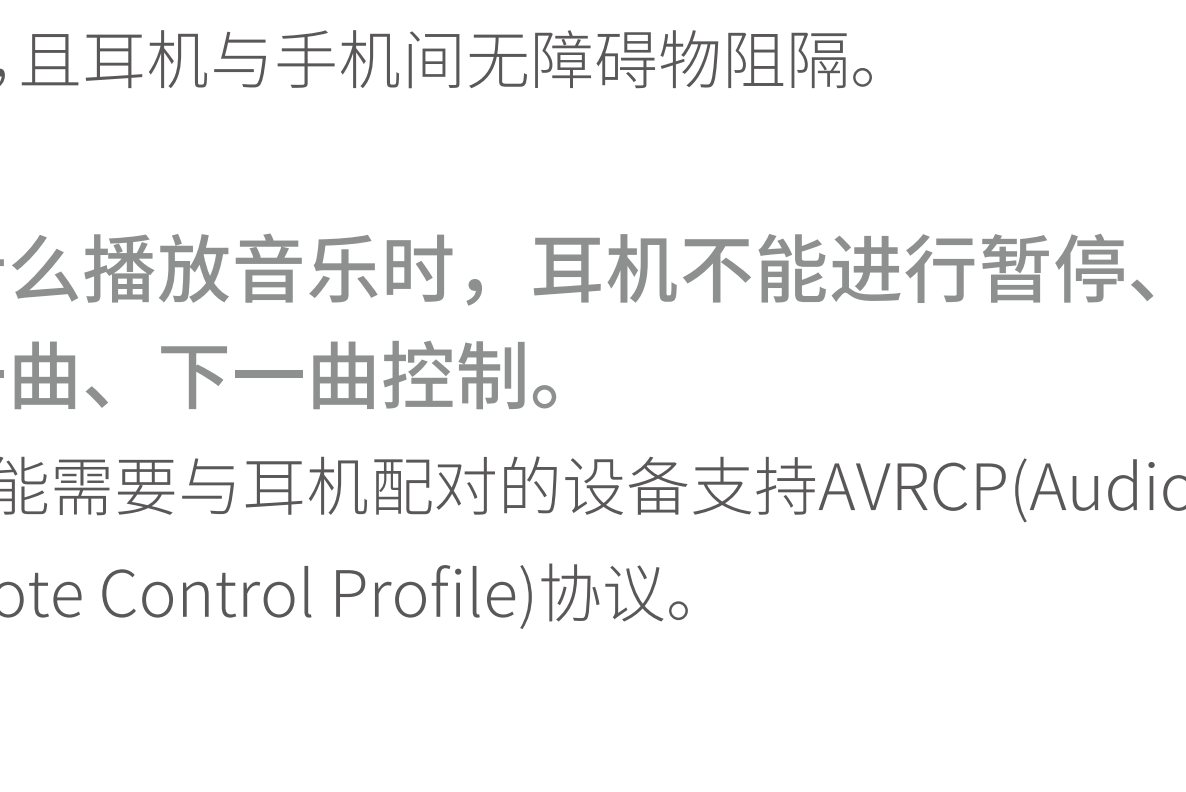 ，且耳机与手机间无障碍物阻隔。
么播放音乐时，耳机不能进行暂停、
曲、下一曲控制。
能需要与耳机配对的设备支持AVRCP(Audio
ote Control Profile)协议。